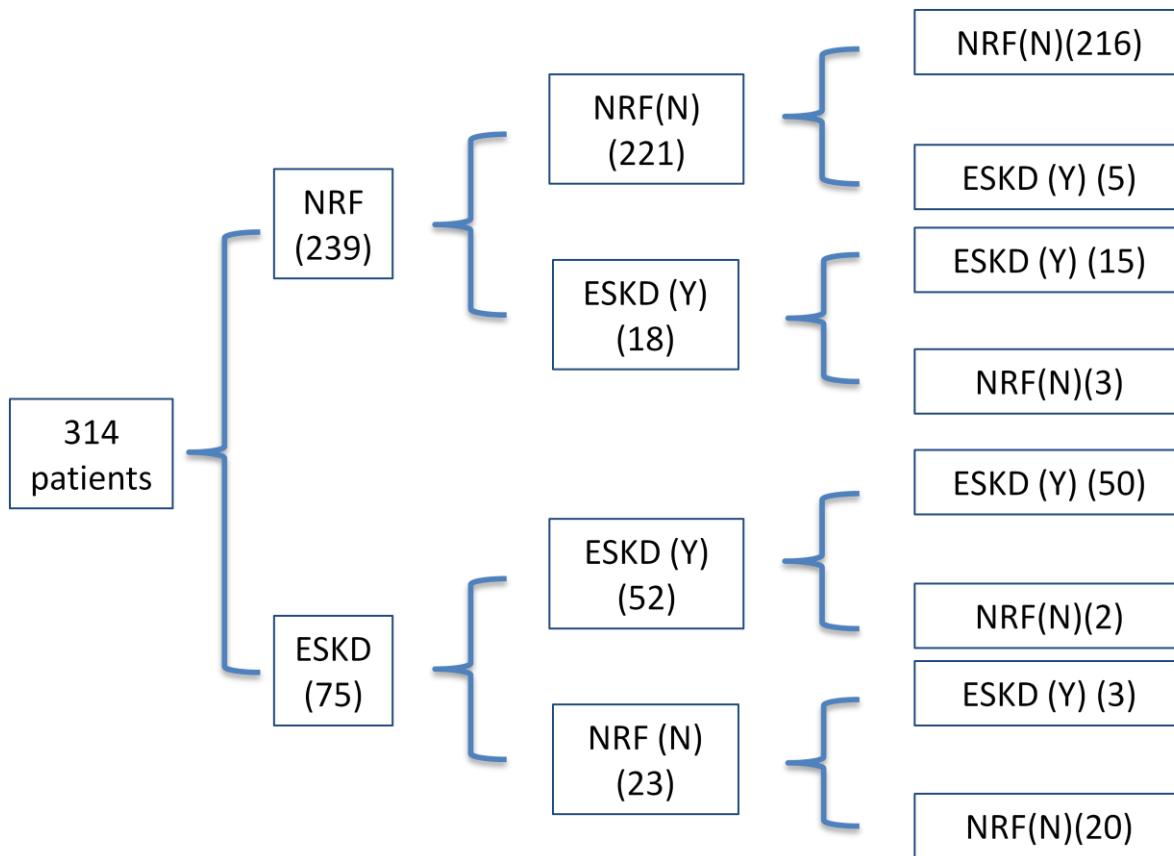 314
patients
NRF
(239)
ESKD
(75)
NRF(N)
(221)
ESKD (Y)
(18)
ESKD (Y)
(52)
NRF (N)
(23)
NRF(N)(216)
ESKD (Y) (5)
ESKD (Y) (15)
NRF(N)(3)
ESKD (Y) (50)
NRF(N)(2)
ESKD (Y) (3)
NRF(N)(20)